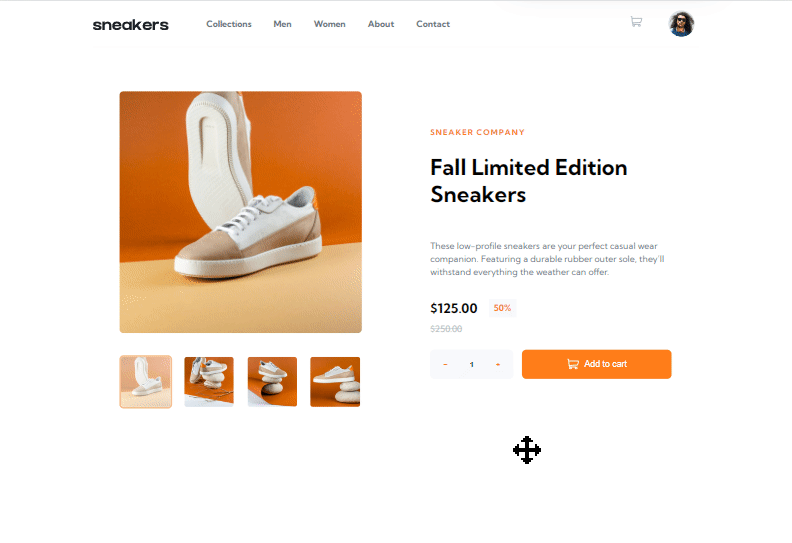 sneakers
Collections Men Women About Contact
SNEAKER COMPANY
Fall Limited Edition
Sneakers
These low-profile sneakers are your perfect casual wear
companion. Featuring a durable rubber outer sole, they'll
withstand everything the weather can offer.
$125.00 50%
$250.00
- 1 + Add to cart